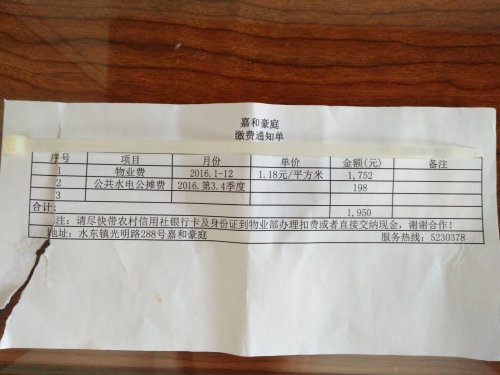 嘉和豪庭
缴费通知单
序号 项目 月份 单价 金额(元) 备注
1 物业费 2016.1-12 1.18元/平方米 1,752
2 公共水电公摊费 2016.第3.4季度 198
3
合计: 1,950
注: 请尽快带农村信用社银行卡及身份证到物业部办理扣费或者直接交纳现金, 谢谢合作!
地址: 水东镇光明路288号嘉和豪庭 服务热线: 5230378